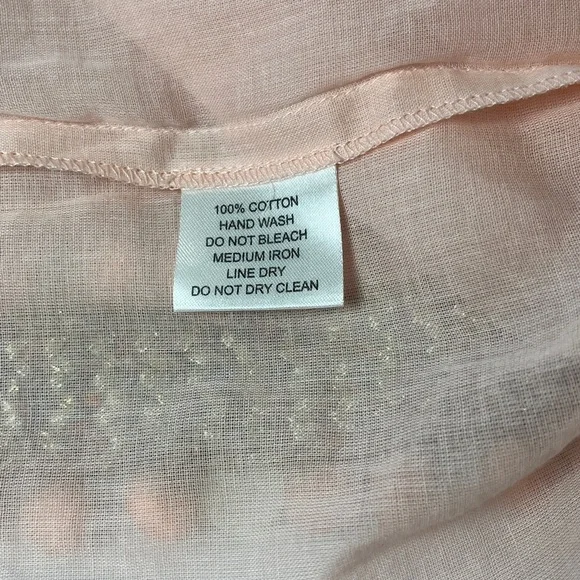 100% COTTON
HAND WASH
DO NOT BLEACH
MEDIUM IRON
LINE DRY
DO NOT DRY CLEAN